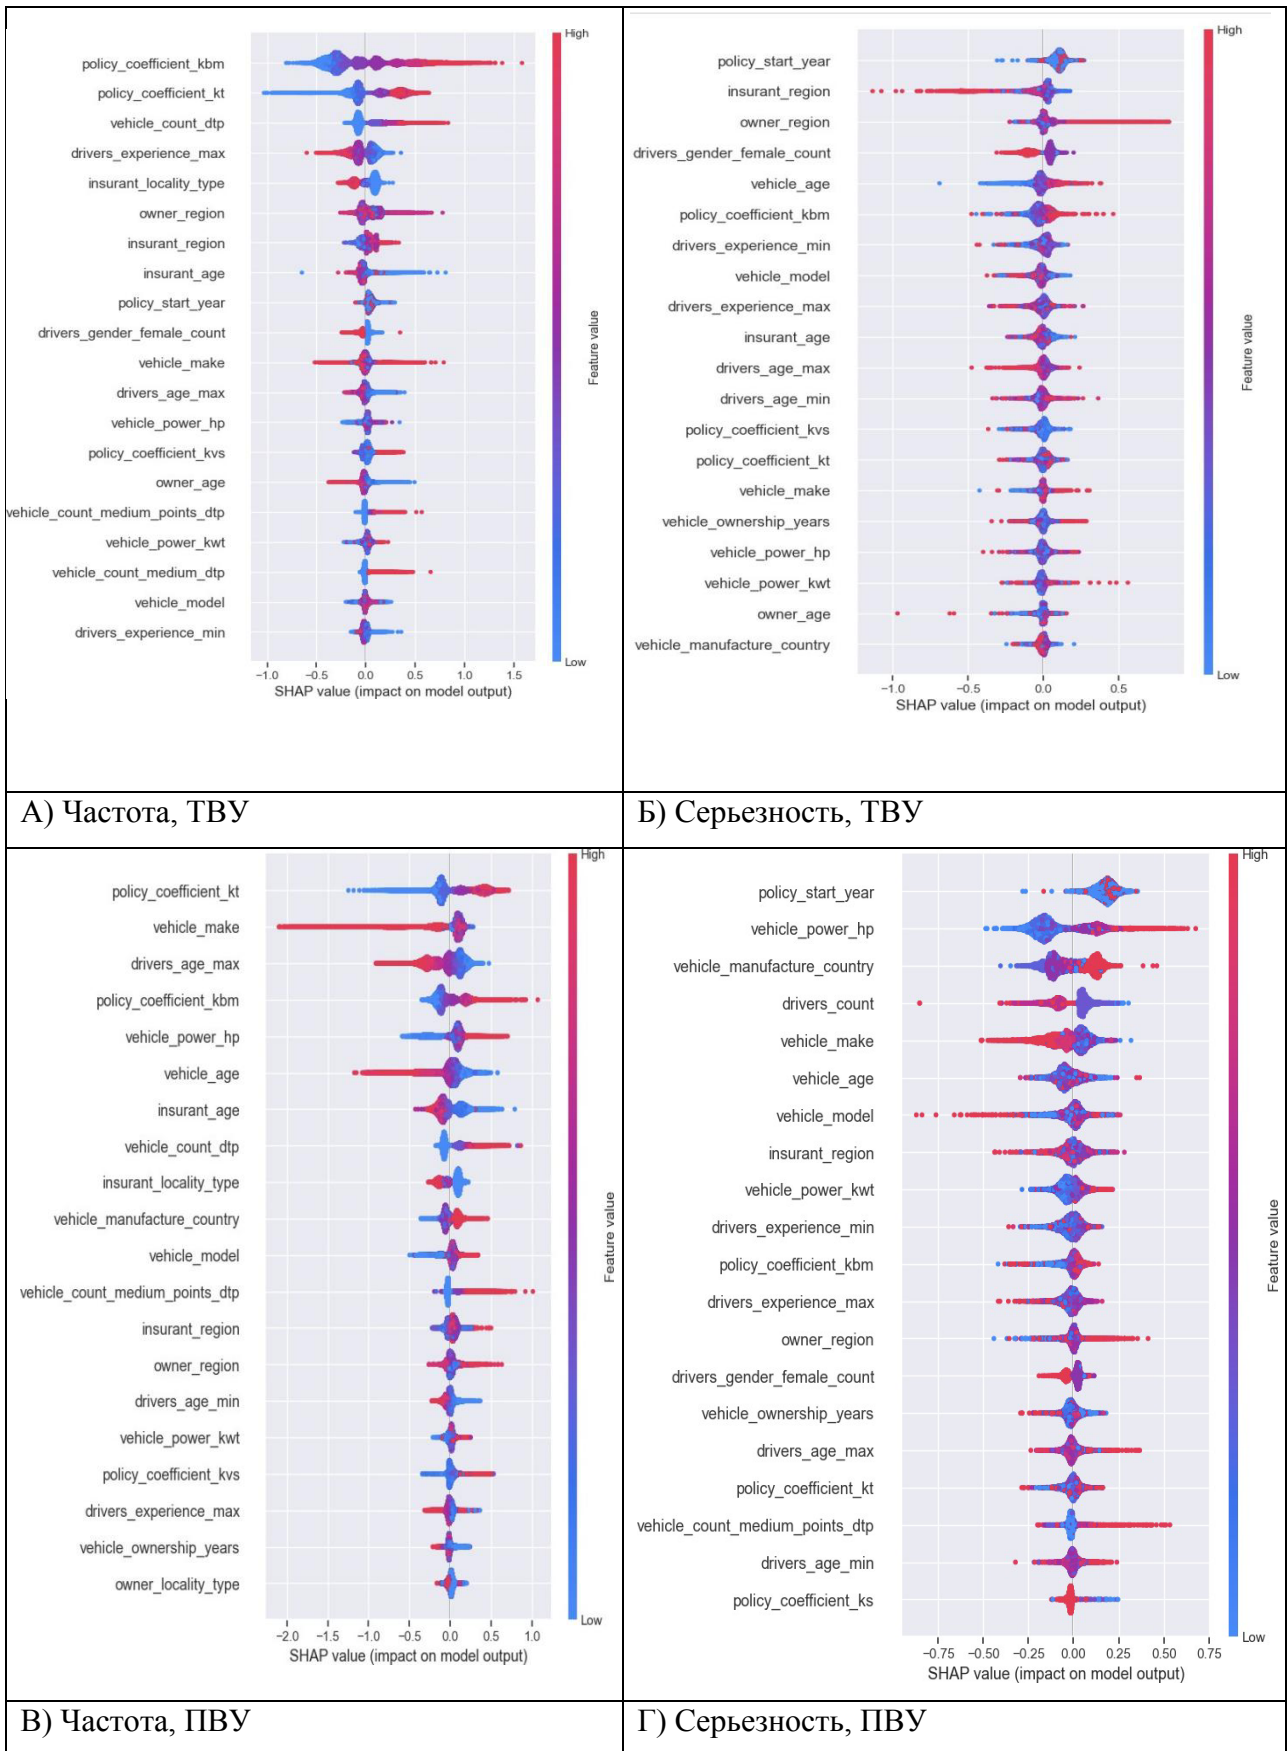 High
policy_coefficient_kbm
policy_coefficient_kt
vehicle_count_dtp
drivers_experience_max
insurant_locality_type
owner_region
insurant_region
insurant_age
policy_start_year
drivers_gender_female_count
vehicle_make
drivers_age_max
vehicle_power_hp
policy_coefficient_kvs
owner_age
vehicle_count_medium_points_dtp
vehicle_power_kwt
vehicle_count_medium_dtp
vehicle_model
drivers_experience_min
Low
Feature value
−1.0 −0.5 0.0 0.5 1.0 1.5
SHAP value (impact on model output)
High
policy_start_year
insurant_region
owner_region
drivers_gender_female_count
vehicle_age
policy_coefficient_kbm
drivers_experience_min
vehicle_model
drivers_experience_max
insurant_age
drivers_age_max
drivers_age_min
policy_coefficient_kvs
policy_coefficient_kt
vehicle_make
vehicle_ownership_years
vehicle_power_hp
vehicle_power_kwt
owner_age
vehicle_manufacture_country
Low
Feature value
−1.0 −0.5 0.0 0.5
SHAP value (impact on model output)
А) Частота, ТВУ
Б) Серьезность, ТВУ
High
policy_coefficient_kt
vehicle_make
drivers_age_max
policy_coefficient_kbm
vehicle_power_hp
vehicle_age
insurant_age
vehicle_count_dtp
insurant_locality_type
vehicle_manufacture_country
vehicle_model
vehicle_count_medium_points_dtp
insurant_region
owner_region
drivers_age_min
vehicle_power_kwt
policy_coefficient_kvs
drivers_experience_max
vehicle_ownership_years
owner_locality_type
Low
Feature value
−2.0 −1.5 −1.0 −0.5 0.0 0.5 1.0
SHAP value (impact on model output)
High
policy_start_year
vehicle_power_hp
vehicle_manufacture_country
drivers_count
vehicle_make
vehicle_age
vehicle_model
insurant_region
vehicle_power_kwt
drivers_experience_min
policy_coefficient_kbm
drivers_experience_max
owner_region
drivers_gender_female_count
vehicle_ownership_years
drivers_age_max
policy_coefficient_kt
vehicle_count_medium_points_dtp
drivers_age_min
policy_coefficient_ks
Low
Feature value
−0.75 −0.50 −0.25 0.00 0.25 0.50 0.75
SHAP value (impact on model output)
В) Частота, ПВУ
Г) Серьезность, ПВУ